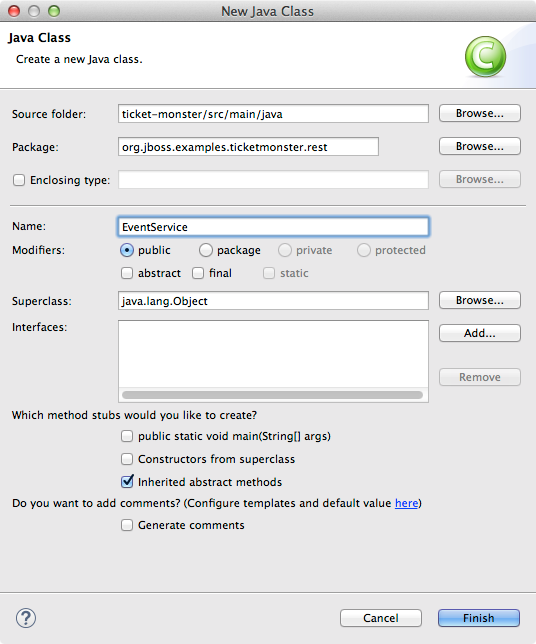 New Java Class
Java Class
Create a new Java class.
Source folder: ticket-monster/src/main/java Browse...
Package: org.jboss.examples.ticketmonster.rest Browse...
Enclosing type: Browse...
Name: EventService
Modifiers: public package private protected
abstract final static
Superclass: java.lang.Object Browse...
Interfaces: Add...
Remove
Which method stubs would you like to create?
public static void main(String[] args)
Constructors from superclass
Inherited abstract methods
Do you want to add comments? (Configure templates and default value here)
Generate comments
? Cancel Finish